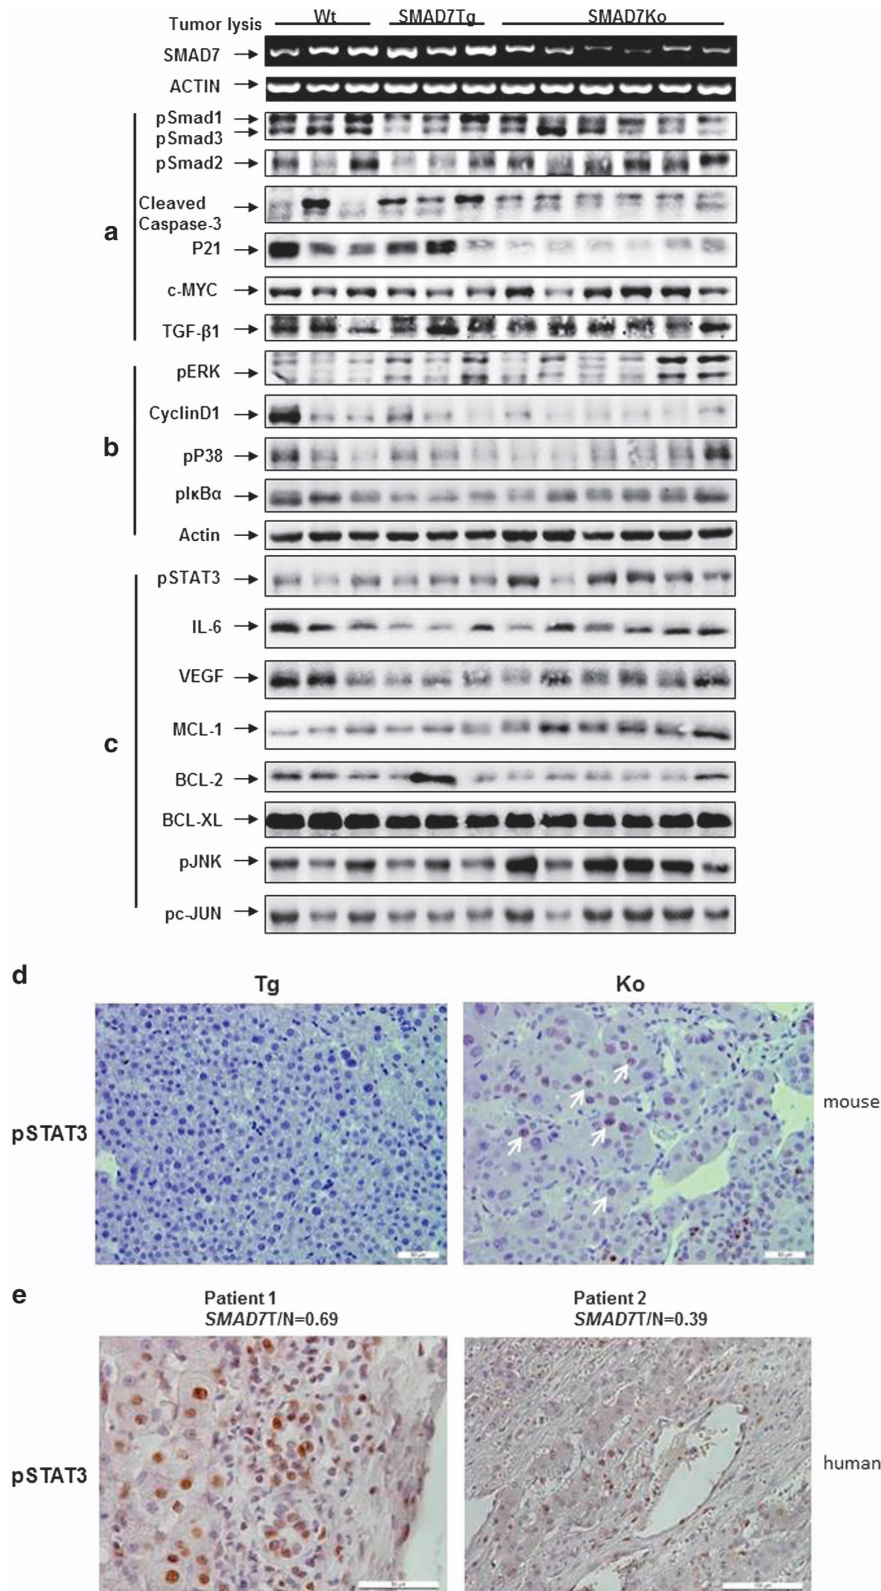 Tumor lysis
Wt SMAD7Tg SMAD7Ko
SMAD7
ACTIN
a
pSmad1
pSmad3
pSmad2
Cleaved
Caspase-3
P21
c-MYC
TGF-β1
b
pERK
CyclinD1
pP38
pIκBα
Actin
c
pSTAT3
IL-6
VEGF
MCL-1
BCL-2
BCL-XL
pJNK
pc-JUN
d
Tg Ko
pSTAT3
mouse
e
Patient 1
SMAD7T/N=0.69
Patient 2
SMAD7T/N=0.39
pSTAT3
human